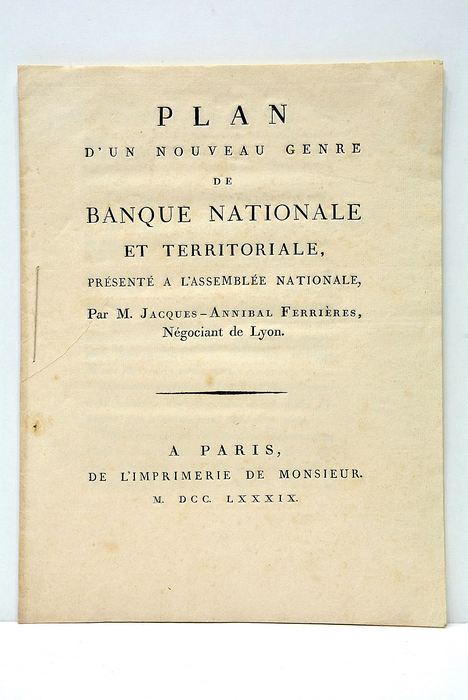 PLAN
D'UN NOUVEAU GENRE
DE
BANQUE NATIONALE
ET TERRITORIALE,
PRÉSENTÉ A L'ASSEMBLÉE NATIONALE,
Par M. JACQUES-ANNIBAL FERRIÈRES,
Négociant de Lyon.
A PARIS,
DE L'IMPRIMERIE DE MONSIEUR.
M. DCC. LXXXIX.